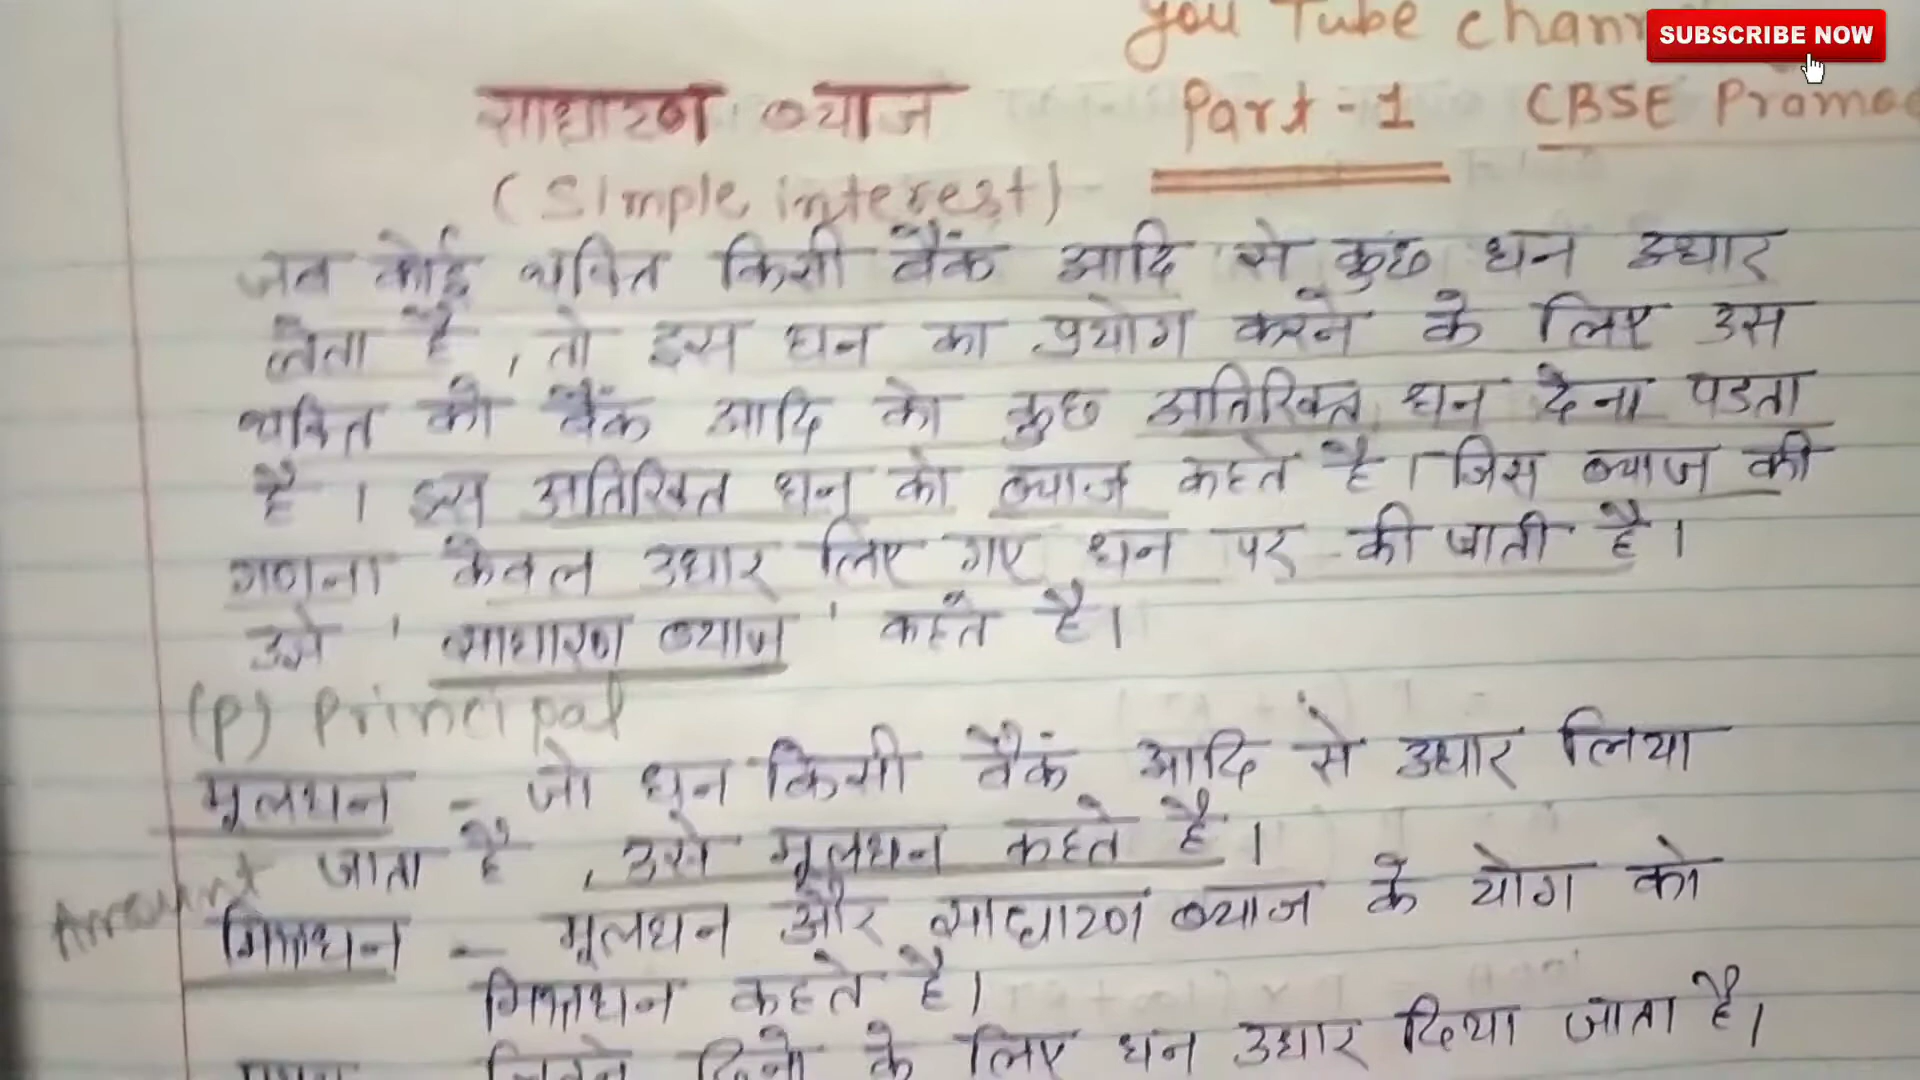 You Tube chann
SUBSCRIBE NOW
साधारण ब्याज
Part - 1
CBSE Promo
(Simple interest)
जब कोई व्यक्ति किसी बैंक आदि से कुछ धन उधार
लेता है, तो इस धन का प्रयोग करने के लिए उस
व्यक्ति को बैंक आदि को कुछ अतिरिक्त धन देना पडता
है। इस अतिरिक्त धन को ब्याज कहते है। जिस ब्याज की
गणना केवल उधार लिए गए धन पर की जाती है।
उसे 'साधारण ब्याज' कहते है।
(P) Principal
मूलधन - जो धन किसी बैंक आदि से उधार लिया
जाता है, उसे मूलधन कहते है।
Amount
मिश्रधन - मूलधन और साधारण ब्याज के योग को
मिश्रधन कहते है।
दिनो के लिए धन उधार दिया जाता है।